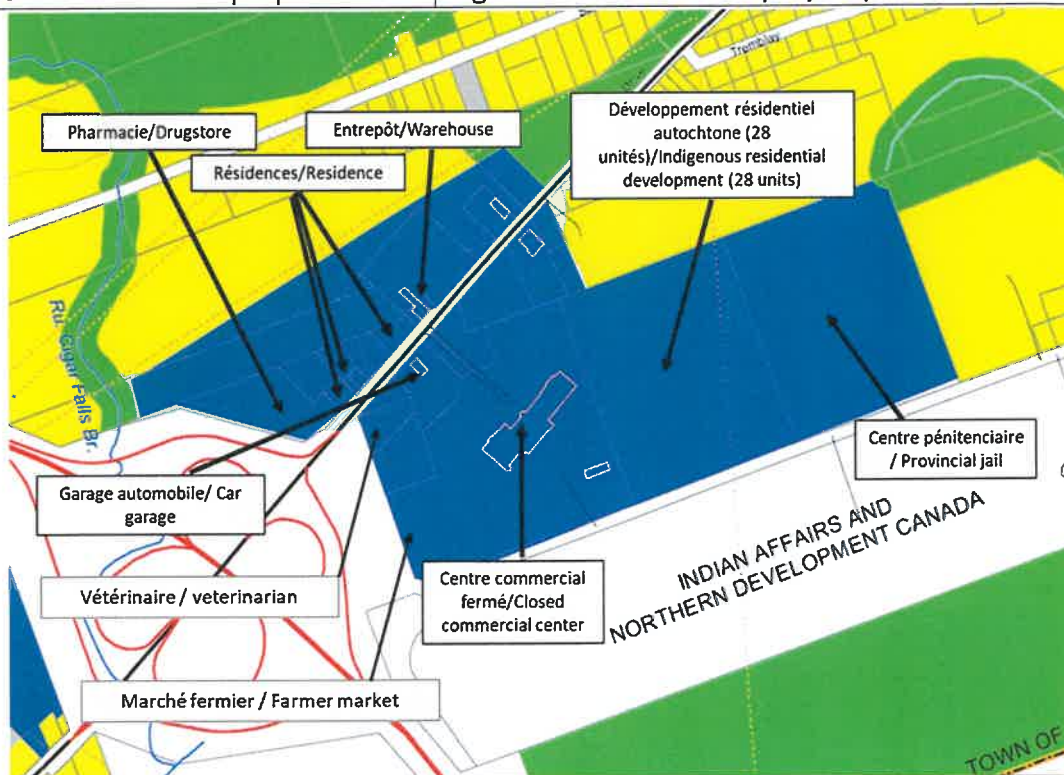 Tremblay
Pharmacie/Drugstore
Entrepôt/Warehouse
Résidences/Residence
Développement résidentiel
autochtone (28
unités)/Indigenous residential
development (28 units)
Falls Br.
Centre pénitenciaire
/ Provincial jail
Garage automobile/ Car
garage
INDIAN AFFAIRS AND
NORTHERN DEVELOPMENT CANADA
Vétérinaire / veterinarian
Centre commercial
fermé/Closed
commercial center
Marché fermier / Farmer market
TOWN OF